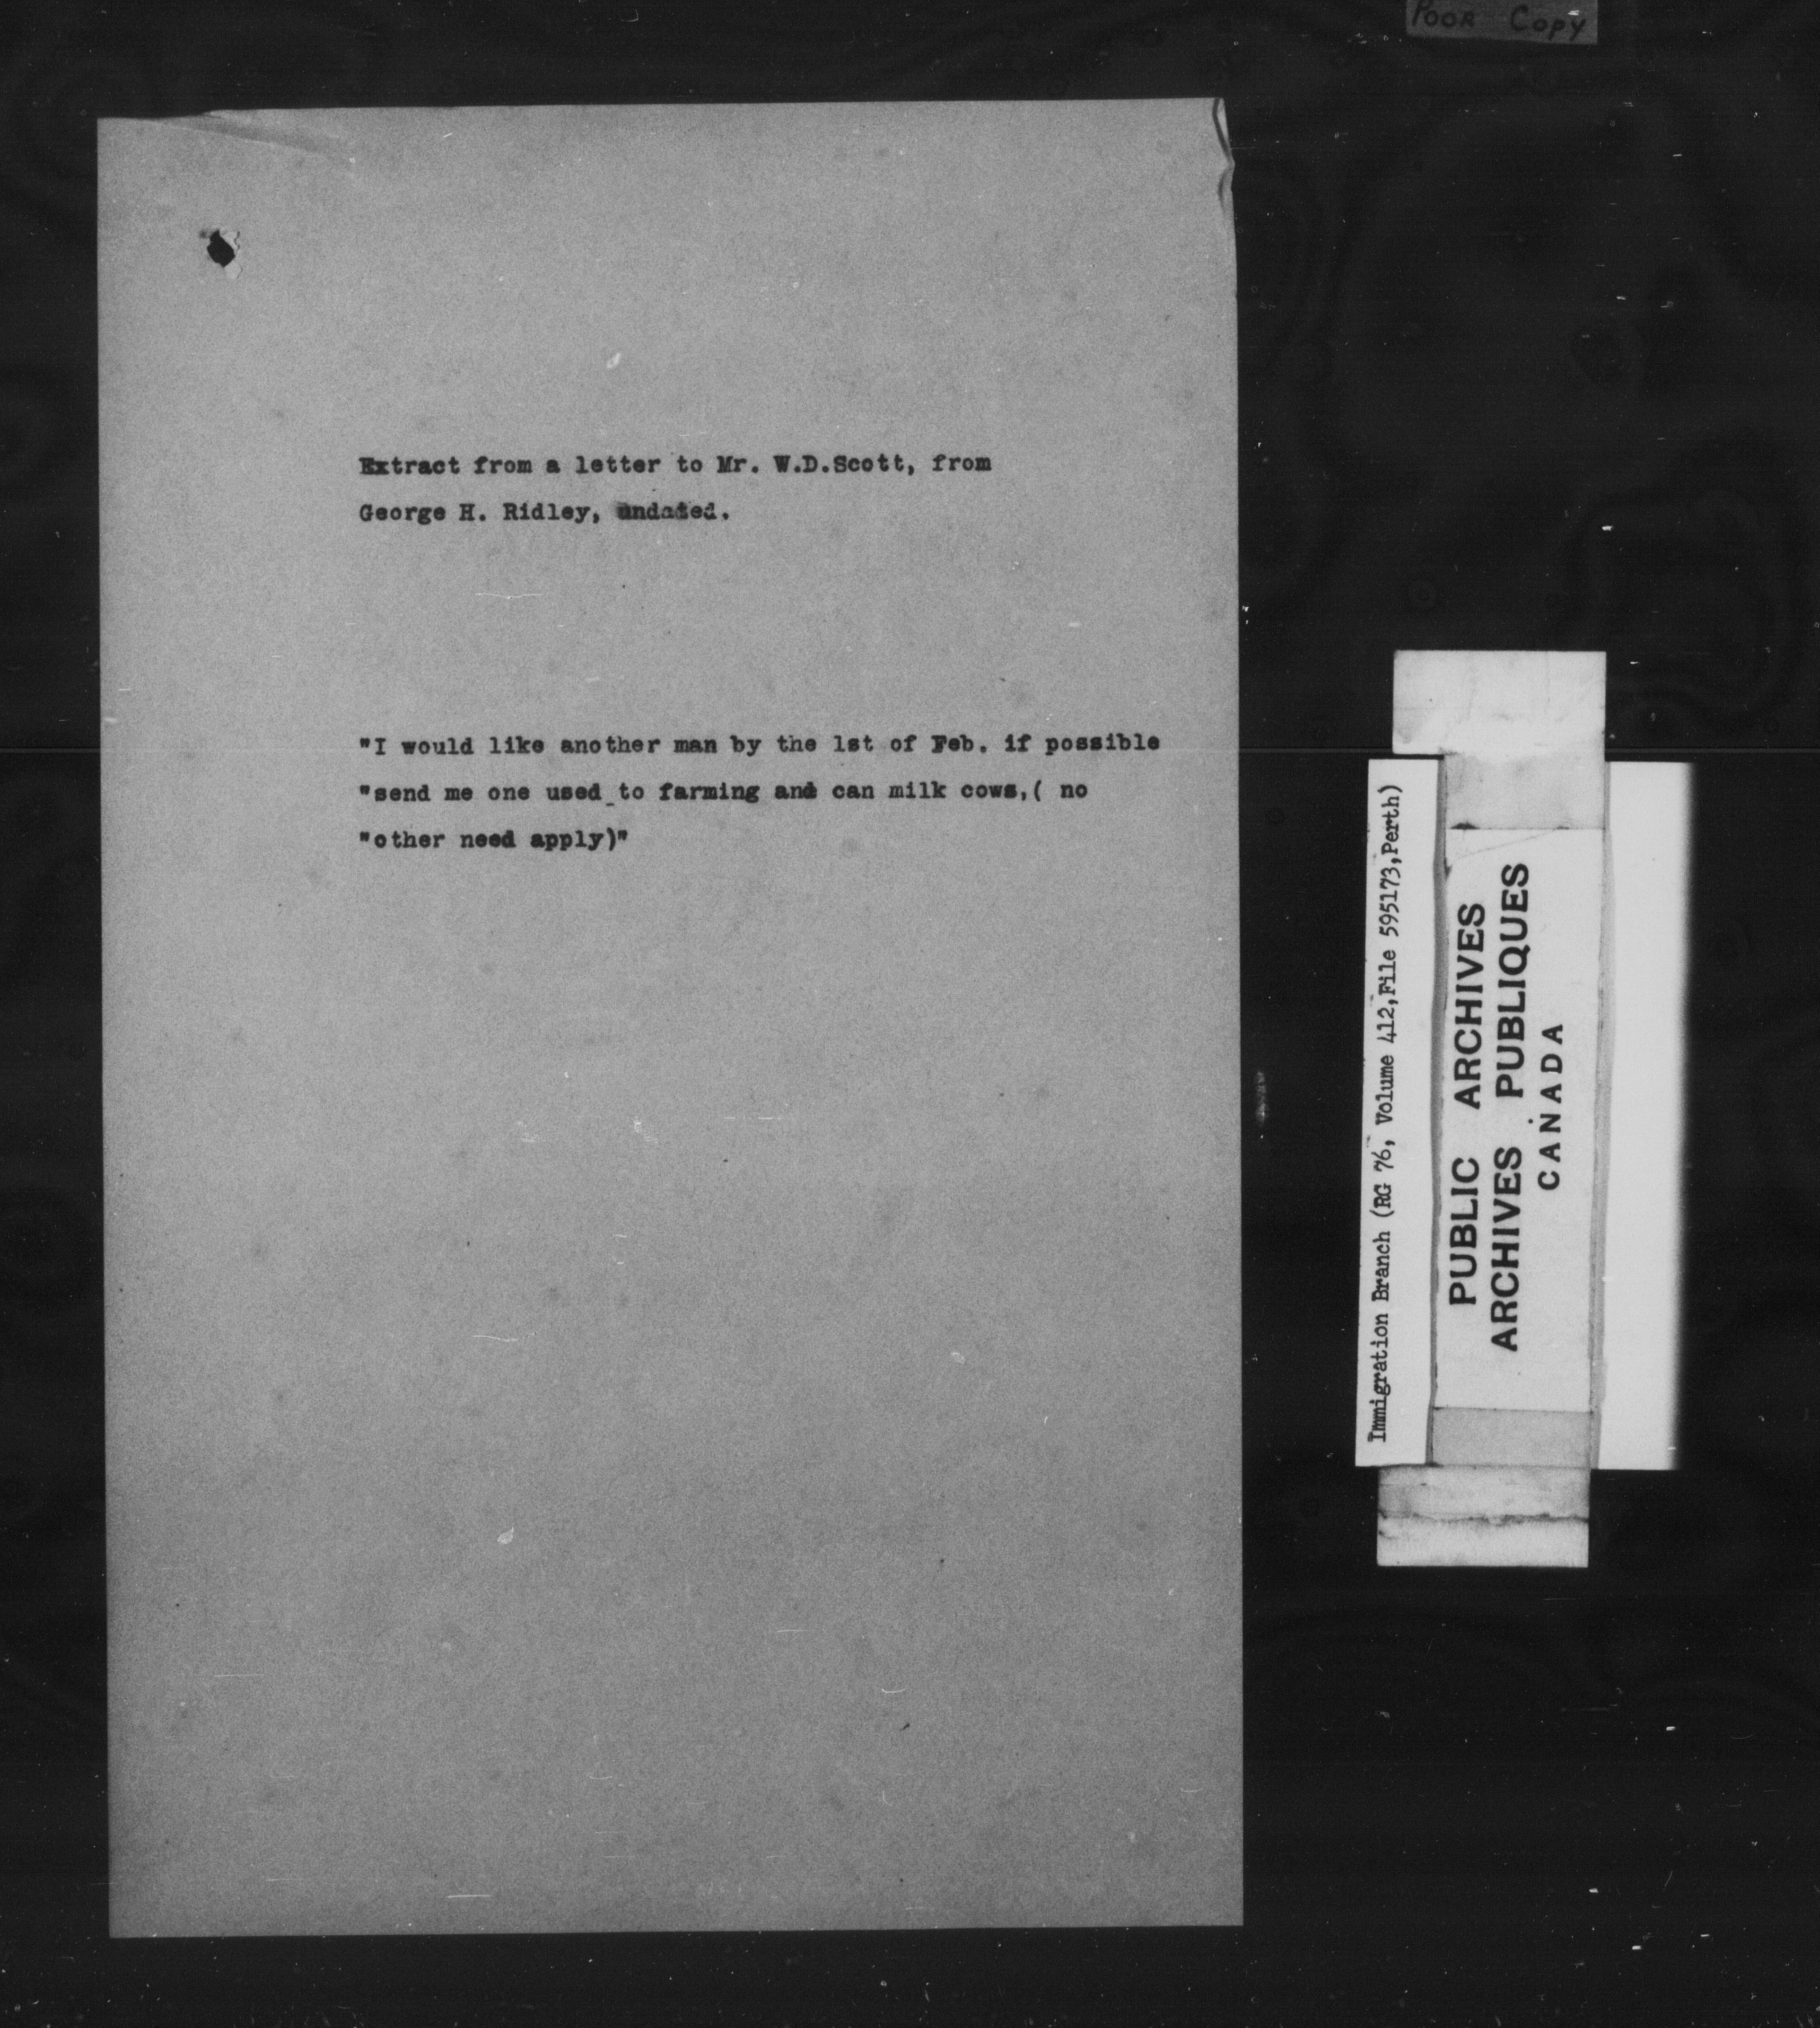 POOR COPY
Extract from a letter to Mr. W.D.Scott, from
George H. Ridley, undated.
"I would like another man by the 1st of Feb. if possible
"send me one used_to farming and can milk cows,( no
"other need apply)"
Immigration Branch (RG 76, Volume 412,File 595173,Perth)
PUBLIC ARCHIVES
ARCHIVES PUBLIQUES
CANADA